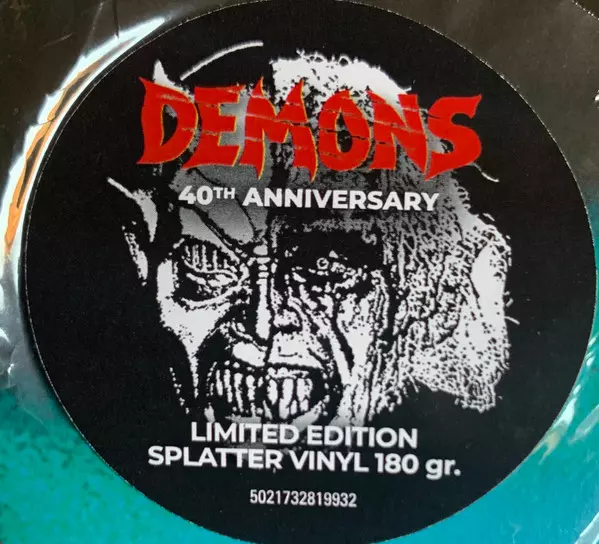 DEMONS
40TH ANNIVERSARY
LIMITED EDITION
SPLATTER VINYL 180 gr.
5021732819932